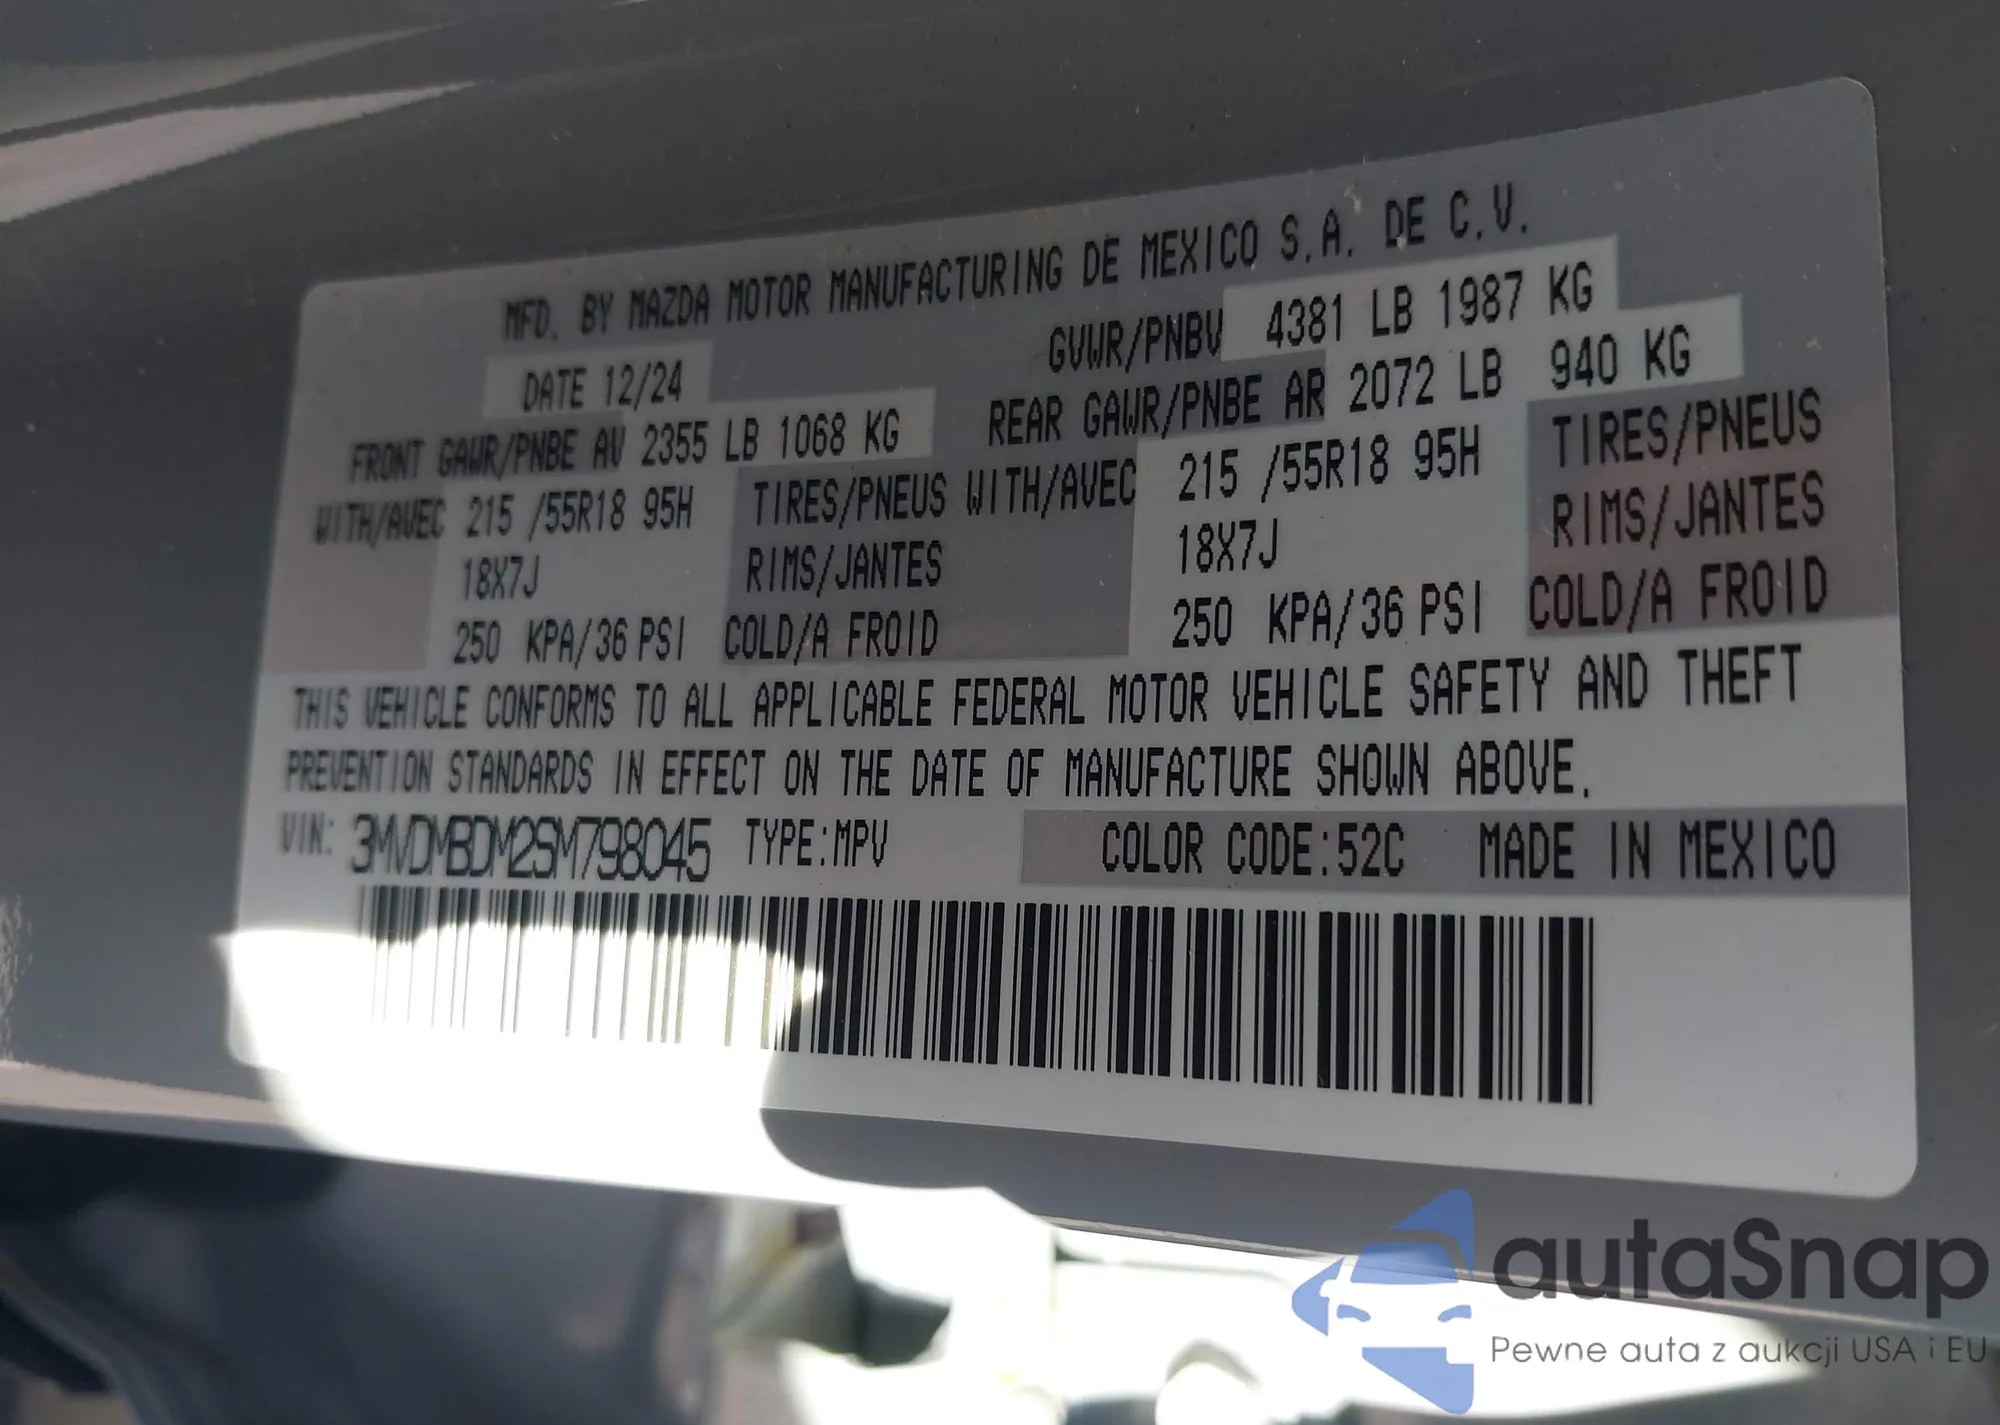 MFD. BY MAZDA MOTOR MANUFACTURING DE MEXICO S.A. DE C.V.
DATE 12/24 GVWR/PNBV 4381 LB 1987 KG
FRONT GAWR/PNBE AV 2355 LB 1068 KG REAR GAWR/PNBE AR 2072 LB 940 KG
WITH/AVEC 215 /55R18 95H TIRES/PNEUS WITH/AVEC 215 /55R18 95H TIRES/PNEUS
18X7J RIMS/JANTES 18X7J RIMS/JANTES
250 KPA/36 PSI COLD/A FROID 250 KPA/36 PSI COLD/A FROID
THIS VEHICLE CONFORMS TO ALL APPLICABLE FEDERAL MOTOR VEHICLE SAFETY AND THEFT
PREVENTION STANDARDS IN EFFECT ON THE DATE OF MANUFACTURE SHOWN ABOVE.
VIN: 3MVDMBDM2SM798045 TYPE:MPV COLOR CODE:52C MADE IN MEXICO
autaSnap
Pewne auta z aukcji USA i EU